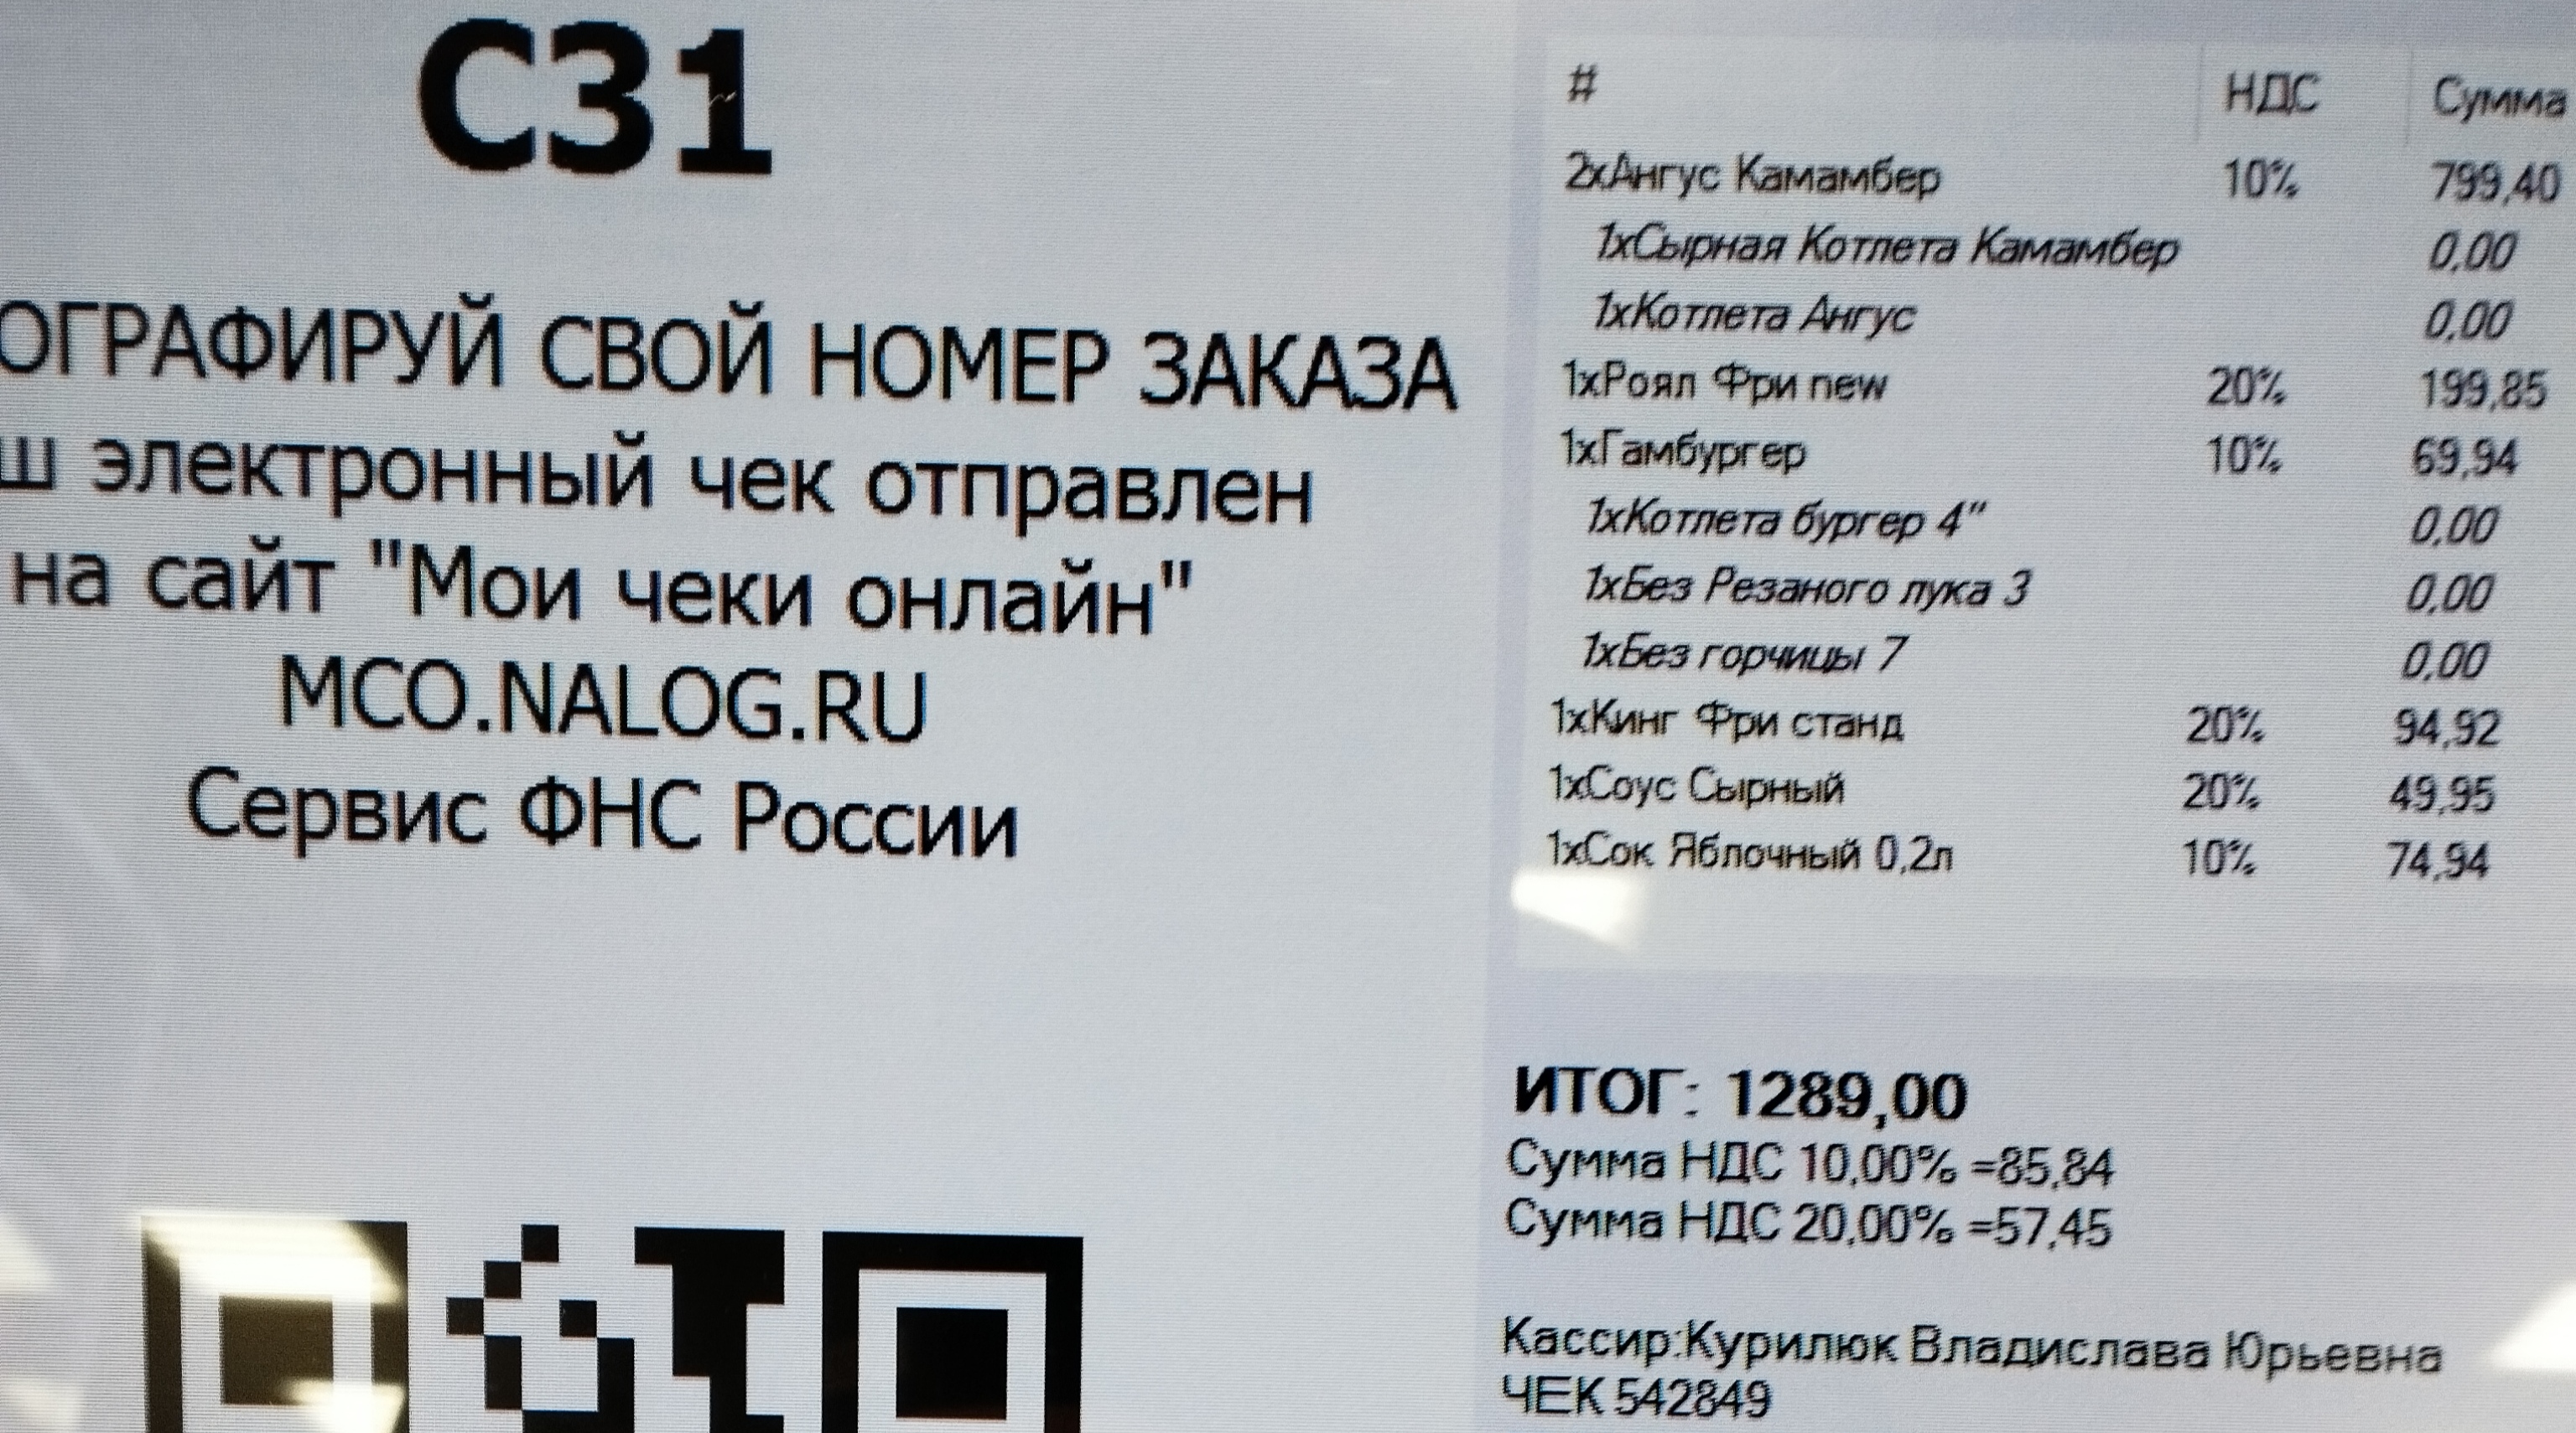 С31
ОГРАФИРУЙ СВОЙ НОМЕР ЗАКАЗА
ш электронный чек отправлен
на сайт "Мои чеки онлайн"
MCO.NALOG.RU
Сервис ФНС России
# НДС Сумма
2xАнгус Камамбер 10% 799,40
1xСырная Котлета Камамбер 0,00
1xКотлета Ангус 0,00
1xРоял Фри new 20% 199,85
1xГамбургер 10% 69,94
1xКотлета бургер 4" 0,00
1xБез Резаного лука 3 0,00
1xБез горчицы 7 0,00
1xКинг Фри станд 20% 94,92
1xСоус Сырный 20% 49,95
1xСок Яблочный 0,2л 10% 74,94
ИТОГ: 1289,00
Сумма НДС 10,00% =85,84
Сумма НДС 20,00% =57,45
Кассир:Курилюк Владислава Юрьевна
ЧЕК 542849